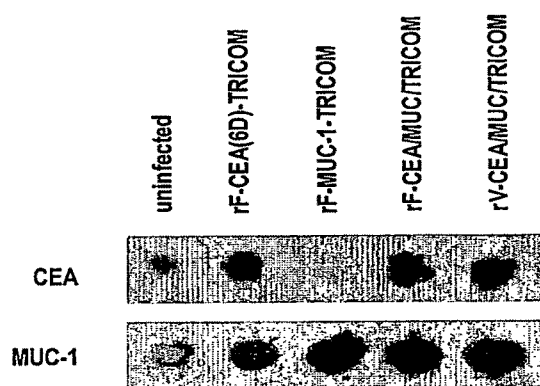 uninfected
rF-CEA(6D)-TRICOM
rF-MUC-1-TRICOM
rF-CEA/MUC/TRICOM
rV-CEA/MUC/TRICOM
CEA
MUC-1